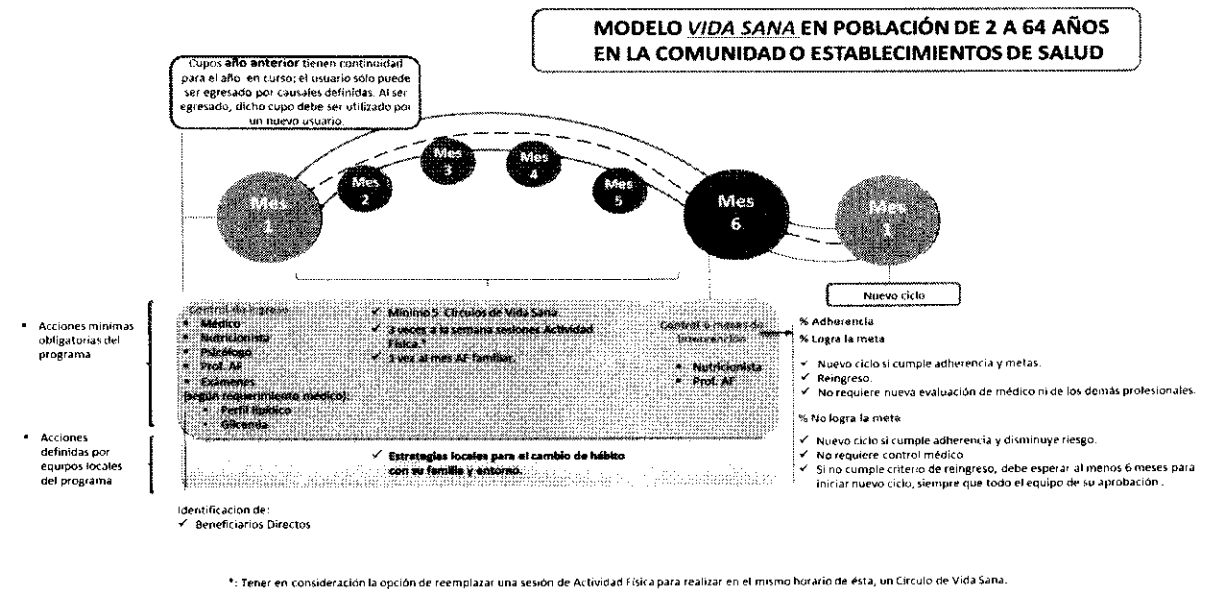 MODELO VIDA SANA EN POBLACIÓN DE 2 A 64 AÑOS
EN LA COMUNIDAD O ESTABLECIMIENTOS DE SALUD
Cupos año anterior tienen continuidad
para el año en curso; el usuario sólo puede
ser egresado por causales definidas. Al ser
egresado, dicho cupo debe ser utilizado por
un nuevo usuario.
Mes
1
Mes
2
Mes
3
Mes
4
Mes
5
Mes
6
Mes
1
Nuevo ciclo
▪ Acciones mínimas
obligatorias del
programa
Control de ingreso
▪ Médico
▪ Nutricionista
▪ Psicólogo
▪ Prof. AF
▪ Exámenes
(según requerimiento médico):
▪ Perfil lipídico
▪ Glicemia
✓ Mínimo 5 Círculos de Vida Sana
✓ 3 veces a la semana sesiones Actividad
Física.*
✓ 1 vez al mes AF familiar.
Control 6 meses de
intervención
▪ Nutricionista
▪ Prof. AF
% Adherencia
% Logra la meta
✓ Nuevo ciclo si cumple adherencia y metas.
✓ Reingreso.
✓ No requiere nueva evaluación de médico ni de los demás profesionales.
% No logra la meta
✓ Nuevo ciclo si cumple adherencia y disminuye riesgo.
✓ No requiere control médico
✓ Si no cumple criterio de reingreso, debe esperar al menos 6 meses para
iniciar nuevo ciclo, siempre que todo el equipo de su aprobación .
▪ Acciones
definidas por
equipos locales
del programa
✓ Estrategias locales para el cambio de hábito
con su familia y entorno.
Identificacion de:
✓ Beneficiarios Directos
*: Tener en consideración la opción de reemplazar una sesión de Actividad Física para realizar en el mismo horario de ésta, un Círculo de Vida Sana.